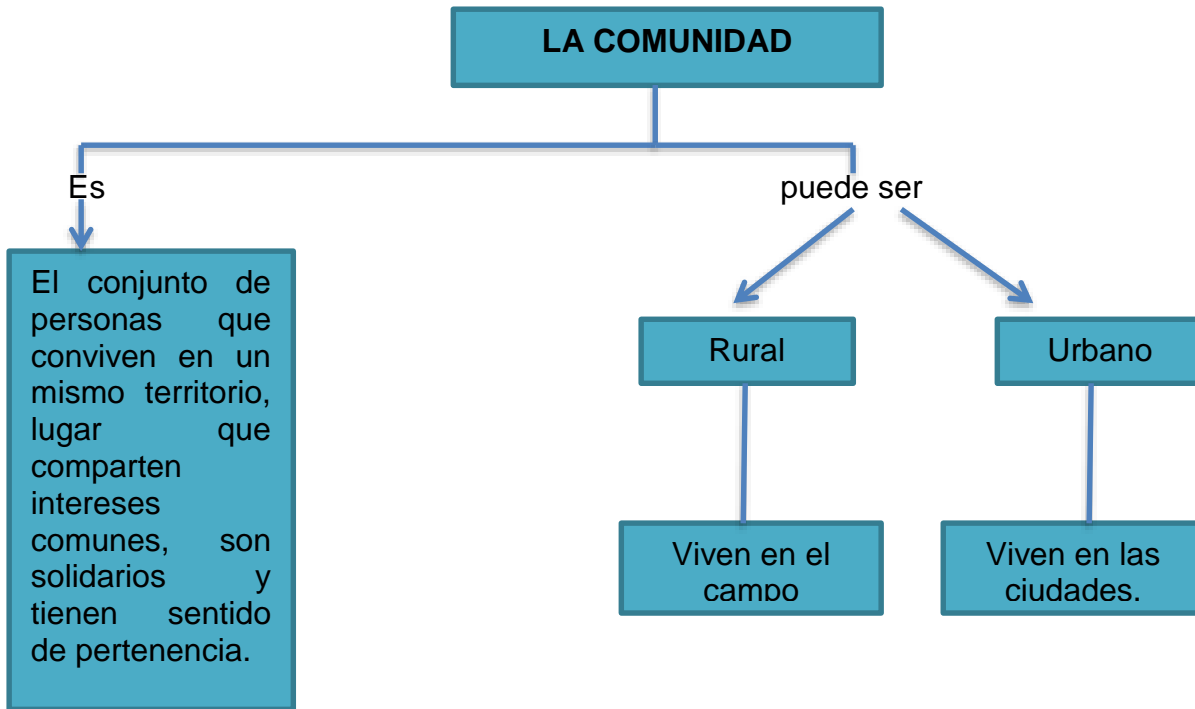 LA COMUNIDAD
Es
puede ser
El conjunto de
personas que
conviven en un
mismo territorio,
lugar que
comparten
intereses
comunes, son
solidarios y
tienen sentido
de pertenencia.
Rural
Urbano
Viven en el
campo
Viven en las
ciudades.